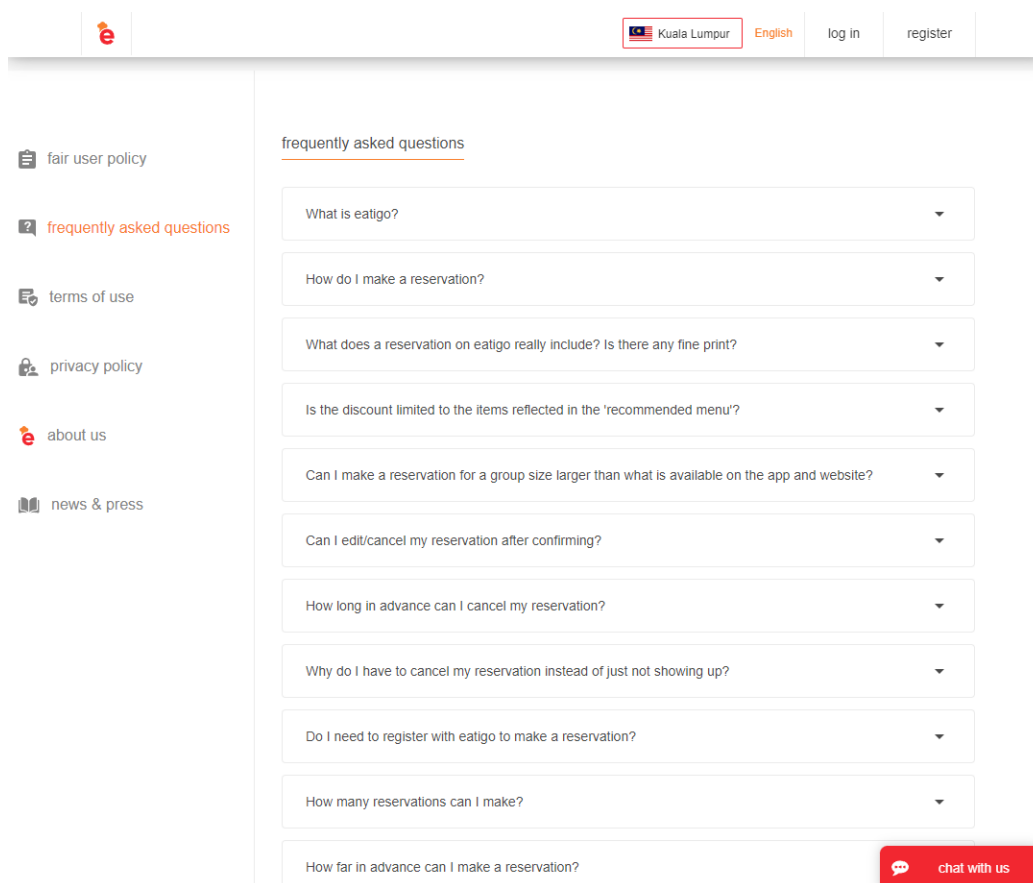 e
Kuala Lumpur
English
log in
register
fair user policy
frequently asked questions
terms of use
privacy policy
e
about us
news & press
frequently asked questions
What is eatigo?
How do I make a reservation?
What does a reservation on eatigo really include? Is there any fine print?
Is the discount limited to the items reflected in the 'recommended menu'?
Can I make a reservation for a group size larger than what is available on the app and website?
Can I edit/cancel my reservation after confirming?
How long in advance can I cancel my reservation?
Why do I have to cancel my reservation instead of just not showing up?
Do I need to register with eatigo to make a reservation?
How many reservations can I make?
How far in advance can I make a reservation?
chat with us